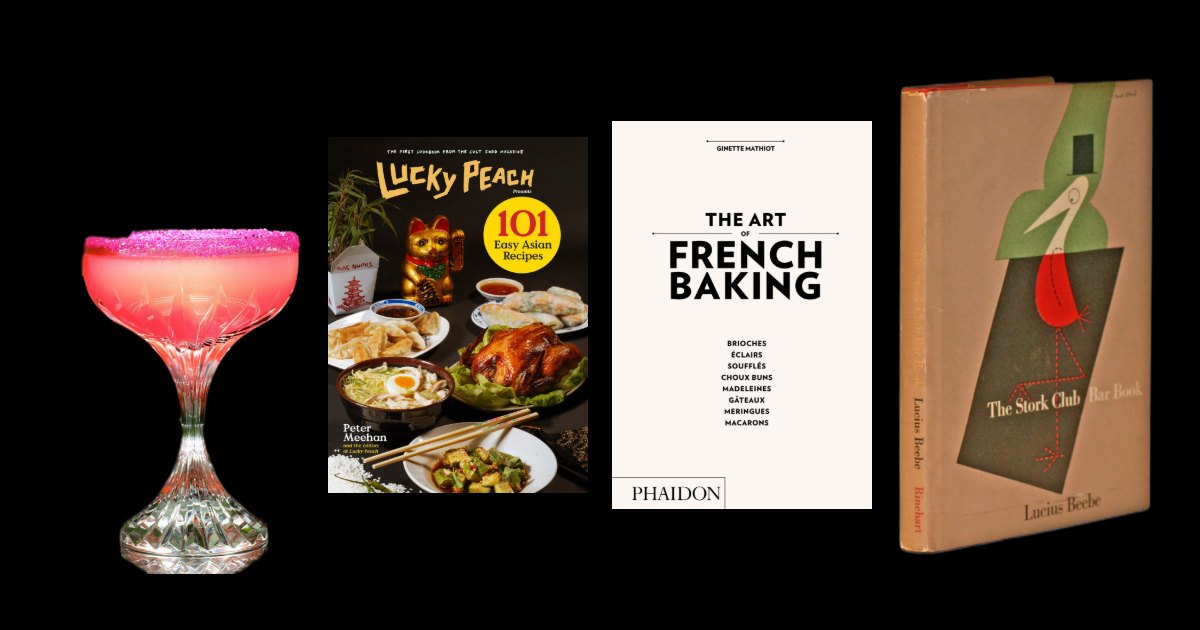 THE FIRST COOKBOOK FROM THE CULT FOOD MAGAZINE
LUCKY PEACH
Presents
101
Easy Asian
Recipes
Peter
Meehan
and the editors
of Lucky Peach
GINETTE MATHIOT
THE ART
OF
FRENCH
BAKING
BRIOCHES
ÉCLAIRS
SOUFFLÉS
CHOUX BUNS
MADELEINES
GÂTEAUX
MERINGUES
MACARONS
PHAIDON
The Stork Club Bar Book
Lucius Beebe
Lucius Beebe
Rinehart